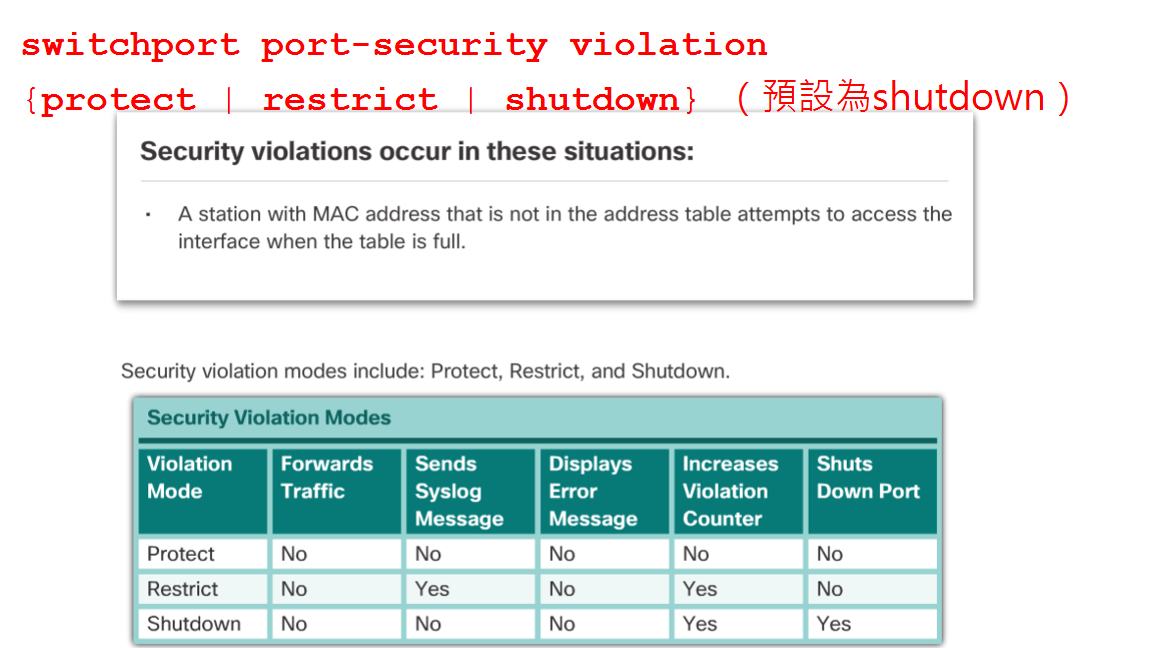 switchport port-security violation
{protect | restrict | shutdown} （預設為shutdown）
Security violations occur in these situations:
· A station with MAC address that is not in the address table attempts to access the
interface when the table is full.
Security violation modes include: Protect, Restrict, and Shutdown.
Security Violation Modes
Violation Mode | Forwards Traffic | Sends Syslog Message | Displays Error Message | Increases Violation Counter | Shuts Down Port
Protect | No | No | No | No | No
Restrict | No | Yes | No | Yes | No
Shutdown | No | No | No | Yes | Yes